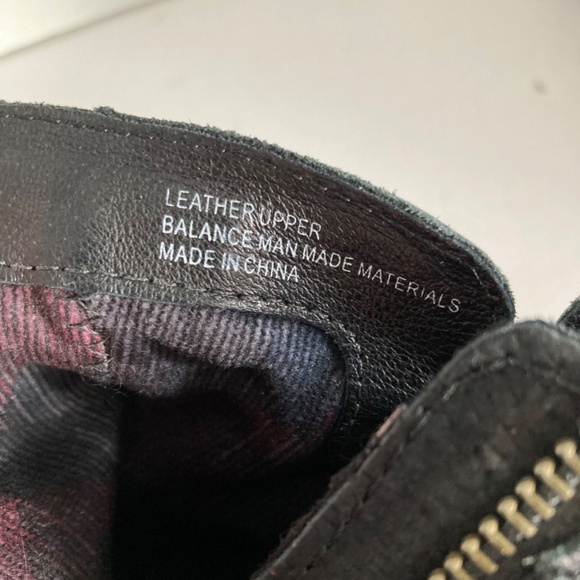 LEATHER UPPER
BALANCE MAN MADE MATERIALS
MADE IN CHINA